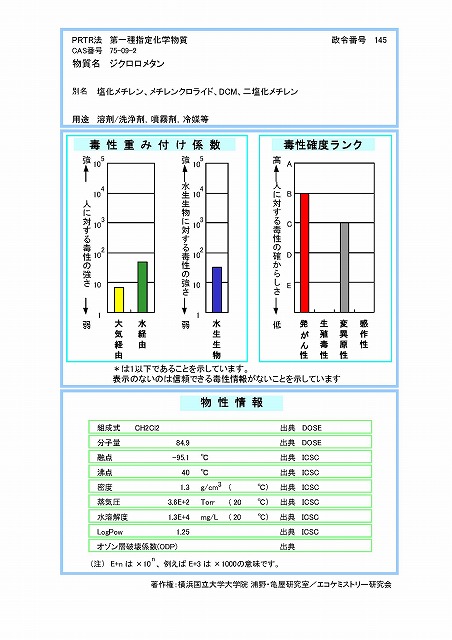 PRTR法 第一種指定化学物質 政令番号 145
CAS番号 75-09-2
物質名 ジクロロメタン
別名 塩化メチレン、メチレンクロライド、DCM、二塩化メチレン
用途 溶剤/洗浄剤，噴霧剤，冷媒等
毒性重み付け係数
強
人に対する毒性の強さ
弱
10^5
10^4
10^3
10^2
10
1
大気経由
水経由
強
水生生物に対する毒性の強さ
弱
10^5
10^4
10^3
10^2
10
1
水生生物
毒性確度ランク
高
人に対する毒性の確からしさ
低
A
B
C
D
E
発がん性
生殖毒性
変異原性
感作性
＊は1以下であることを示しています。
表示のないのは信頼できる毒性情報がないことを示しています
物性情報
組成式 CH2Cl2 出典 DOSE
分子量 84.9 出典 DOSE
融点 -95.1 ℃ 出典 ICSC
沸点 40 ℃ 出典 ICSC
密度 1.3 g/cm3 ( ℃) 出典 ICSC
蒸気圧 3.6E+2 Torr (20 ℃) 出典 ICSC
水溶解度 1.3E+4 mg/L (20 ℃) 出典 ICSC
LogPow 1.25 出典 ICSC
オゾン層破壊係数(ODP) 出典
（注） E+n は ×10^n、例えば E+3 は ×1000の意味です。
著作権：横浜国立大学大学院 浦野・亀屋研究室／エコケミストリー研究会